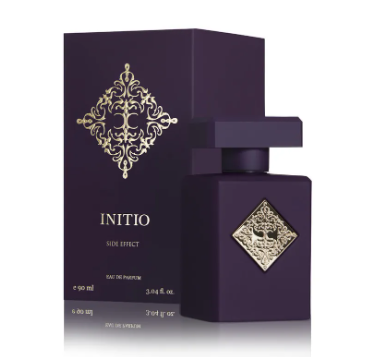 INITIO
SIDE EFFECT
EAU DE PARFUM
e 90 ml 3.04 fl. oz.